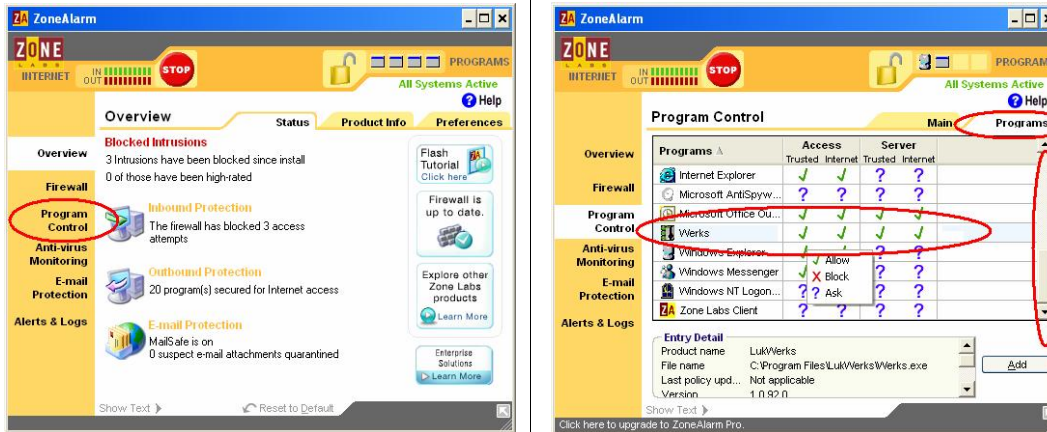 ZA ZoneAlarm
ZONE
LABS
INTERNET
IN
OUT
STOP
PROGRAMS
All Systems Active
Help
Overview
Status
Product Info
Preferences
Overview
Firewall
Program
Control
Anti-virus
Monitoring
E-mail
Protection
Alerts & Logs
Blocked Intrusions
3 Intrusions have been blocked since install
0 of those have been high-rated
Inbound Protection
The firewall has blocked 3 access
attempts
Outbound Protection
20 program(s) secured for Internet access
E-mail Protection
MailSafe is on
0 suspect e-mail attachments quarantined
Flash
Tutorial
Click here
Firewall is
up to date.
Explore other
Zone Labs
products
Learn More
Enterprise
Solutions
Learn More
Show Text
Reset to Default
ZA ZoneAlarm
ZONE
LABS
INTERNET
IN
OUT
STOP
PROGRAM
All Systems Active
Help
Program Control
Main
Programs
Overview
Firewall
Program
Control
Anti-virus
Monitoring
E-mail
Protection
Alerts & Logs
Programs Access Server
Trusted Internet Trusted Internet
Internet Explorer ? ?
Microsoft AntiSpyw... ? ? ? ?
Microsoft Office Ou...
Werks
Windows Explorer ? ?
Windows Messenger ? ?
Windows NT Logon... ? ? ?
ZA Zone Labs Client ? ? ? ?
Allow
X Block
? Ask
Entry Detail
Product name LukWerks
File name C:\Program Files\LukWerks\Werks.exe
Last policy upd... Not applicable
Version 1.0.92.0
Add
Show Text
Click here to upgrade to ZoneAlarm Pro.